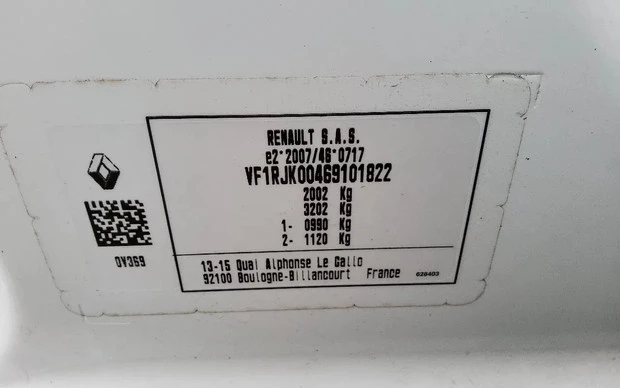 RENAULT S.A.S.
e2*2007/46*0717
VF1RJK00469101822
2002 Kg
3202 Kg
1- 0990 Kg
2- 1120 Kg
QV369
13-15 Quai Alphonse Le Gallo
92100 Boulogne-Billancourt France
628403